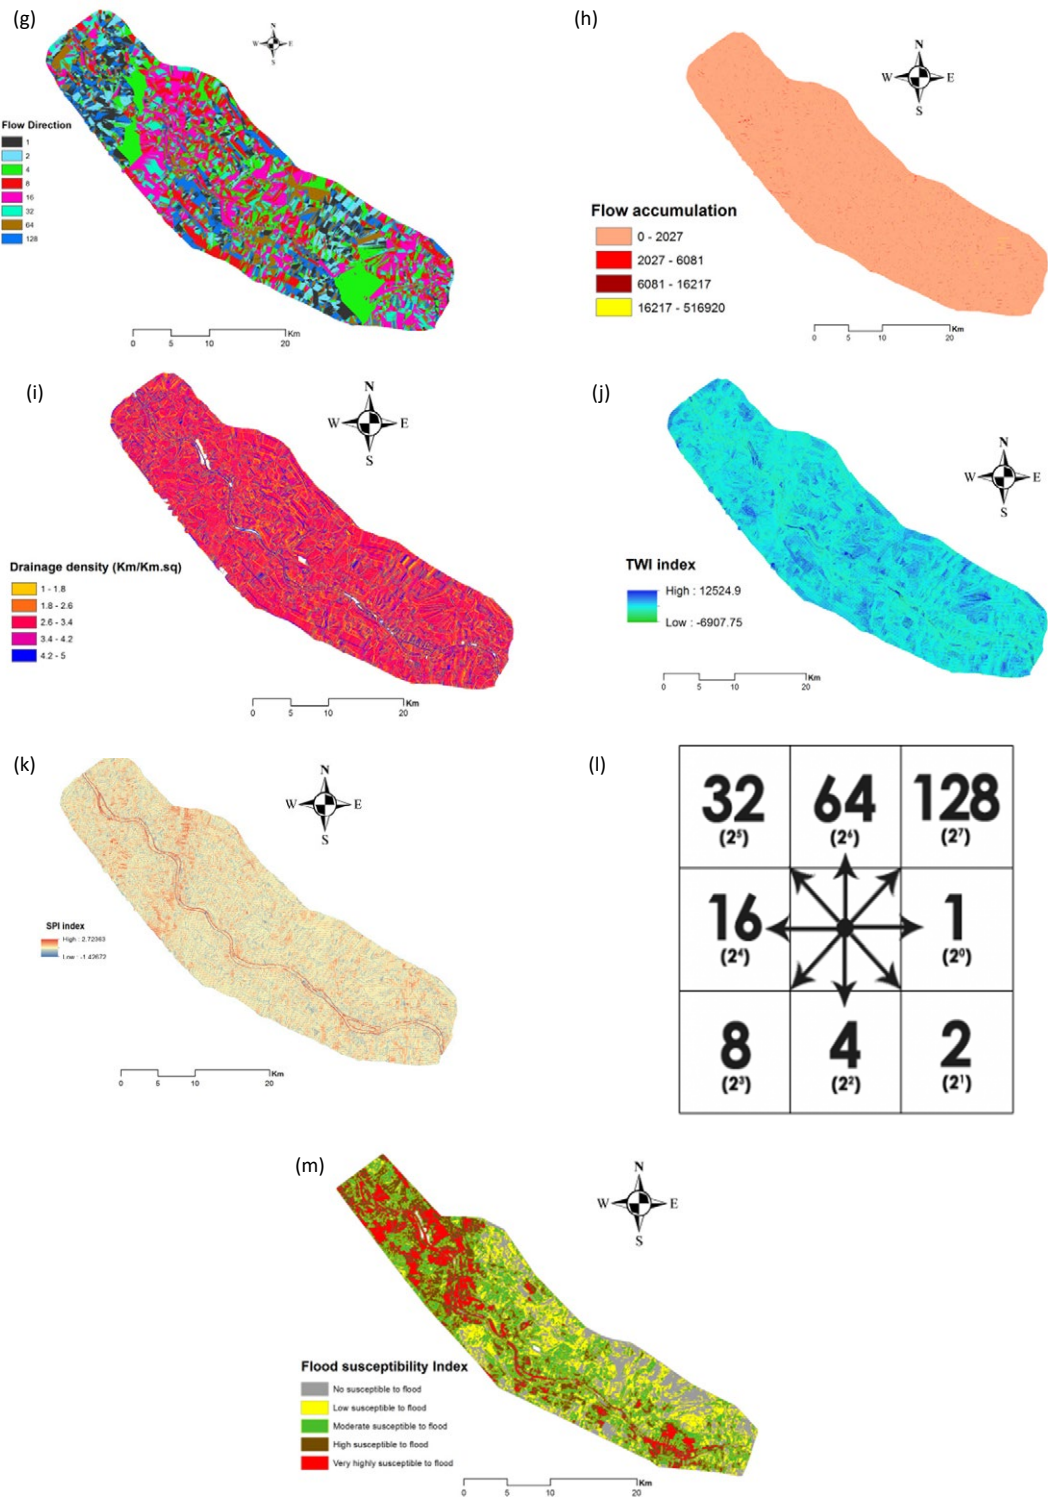 (g)
N
W E
S
Flow Direction
1
2
4
8
16
32
64
128
0 5 10 20 Km
(h)
N
W E
S
Flow accumulation
0 - 2027
2027 - 6081
6081 - 16217
16217 - 516920
0 5 10 20 Km
(i)
N
W E
S
Drainage density (Km/Km.sq)
1 - 1.8
1.8 - 2.6
2.6 - 3.4
3.4 - 4.2
4.2 - 5
0 5 10 20 Km
(j)
N
W E
S
TWI index
High : 12524.9
Low : -6907.75
0 5 10 20 Km
(k)
N
W E
S
SPI index
High : 2.72363
Low : -1.42672
0 5 10 20 Km
(l)
32 64 128
(2⁵) (2⁶) (2⁷)
16 1
(2⁴) (2⁰)
8 4 2
(2³) (2²) (2¹)
(m)
N
W E
S
Flood susceptibility Index
No susceptible to flood
Low susceptible to flood
Moderate susceptible to flood
High susceptible to flood
Very highly susceptible to flood
0 5 10 20 Km